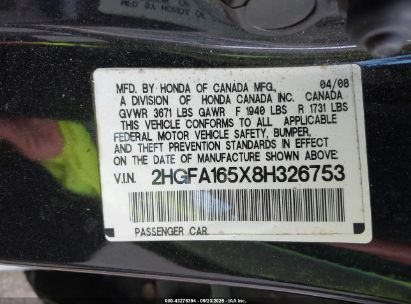 MFD. BY HONDA OF CANADA MFG., 04/08
A DIVISION OF HONDA CANADA INC. CANADA
GVWR 3671 LBS GAWR F 1940 LBS R 1731 LBS
THIS VEHICLE CONFORMS TO ALL APPLICABLE
FEDERAL MOTOR VEHICLE SAFETY, BUMPER,
AND THEFT PREVENTION STANDARDS IN EFFECT
ON THE DATE OF MANUFACTURE SHOWN ABOVE.
V.I.N. 2HGFA165X8H326753
PASSENGER CAR